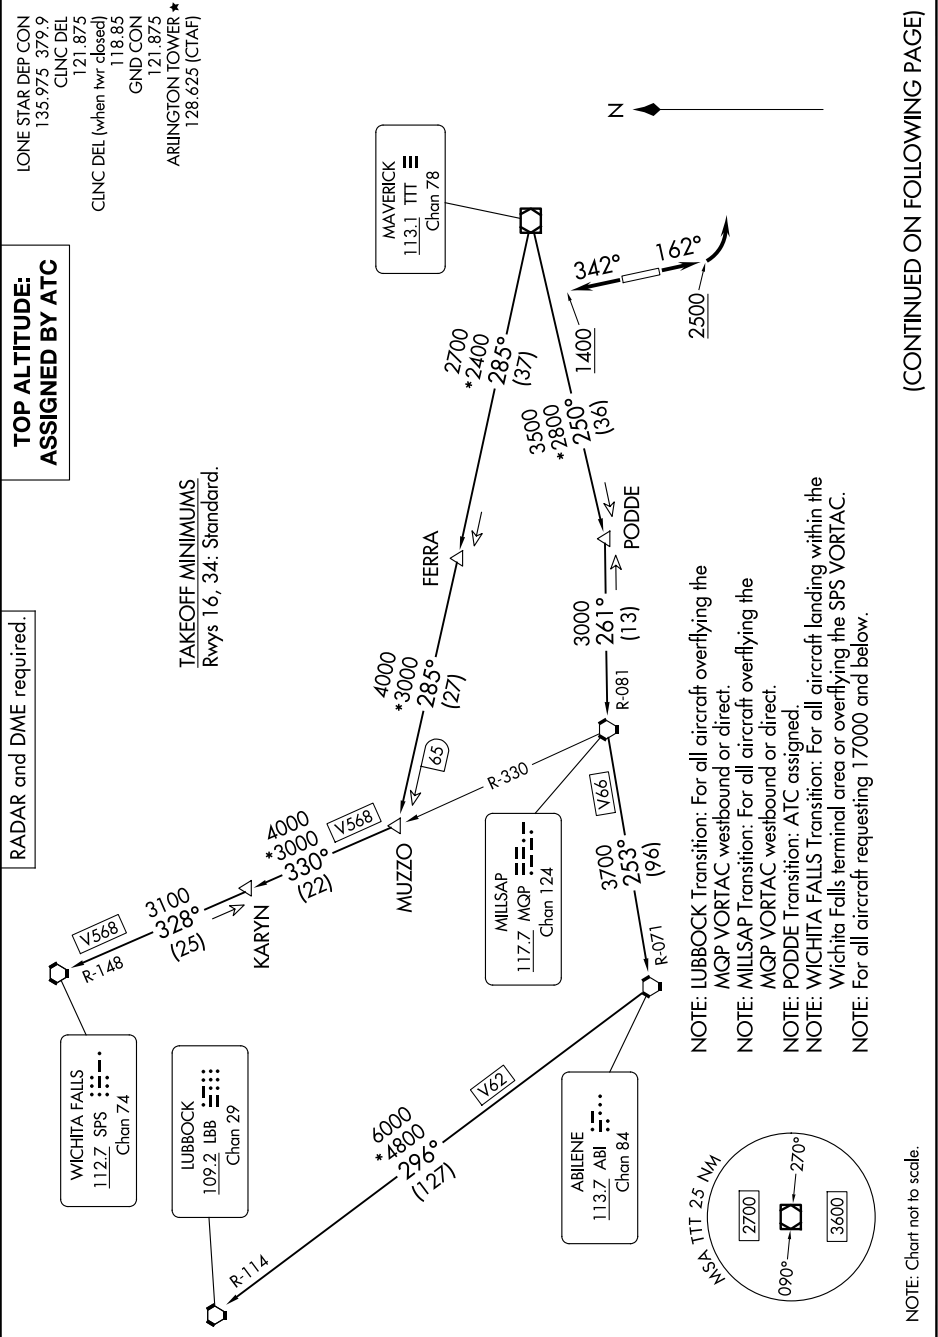 RADAR and DME required.
TOP ALTITUDE:
ASSIGNED BY ATC
LONE STAR DEP CON
135.975 379.9
CLNC DEL
121.875
CLNC DEL (when twr closed)
118.85
GND CON
121.875
ARLINGTON TOWER ★
128.625 (CTAF)
TAKEOFF MINIMUMS
Rwys 16, 34: Standard.
WICHITA FALLS
112.7 SPS
Chan 74
R-148
V568
3100
328°
(25)
KARYN
4000
*3000
330°
(22)
V568
MUZZO
65
4000
*3000
285°
(27)
FERRA
2700
*2400
285°
(37)
MAVERICK
113.1 TTT
Chan 78
N
LUBBOCK
109.2 LBB
Chan 29
R-114
6000
*4800
296°
(127)
V62
ABILENE
113.7 ABI
Chan 84
R-071
3700
253°
(96)
V66
MILLSAP
117.7 MQP
Chan 124
R-330
R-081
3000
261°
(13)
PODDE
3500
*2800
250°
(36)
1400
342°
162°
2500
NOTE: LUBBOCK Transition: For all aircraft overflying the
MQP VORTAC westbound or direct.
NOTE: MILLSAP Transition: For all aircraft overflying the
MQP VORTAC westbound or direct.
NOTE: PODDE Transition: ATC assigned.
NOTE: WICHITA FALLS Transition: For all aircraft landing within the
Wichita Falls terminal area or overflying the SPS VORTAC.
NOTE: For all aircraft requesting 17000 and below.
MSA TTT 25 NM
2700
090°
270°
3600
NOTE: Chart not to scale.
(CONTINUED ON FOLLOWING PAGE)